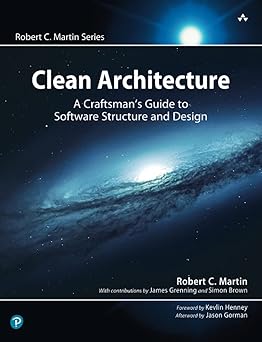 Robert C. Martin Series
Clean Architecture
A Craftsman's Guide to
Software Structure and Design
Robert C. Martin
With contributions by James Grenning and Simon Brown
Foreword by Kevlin Henney
Afterword by Jason Gorman